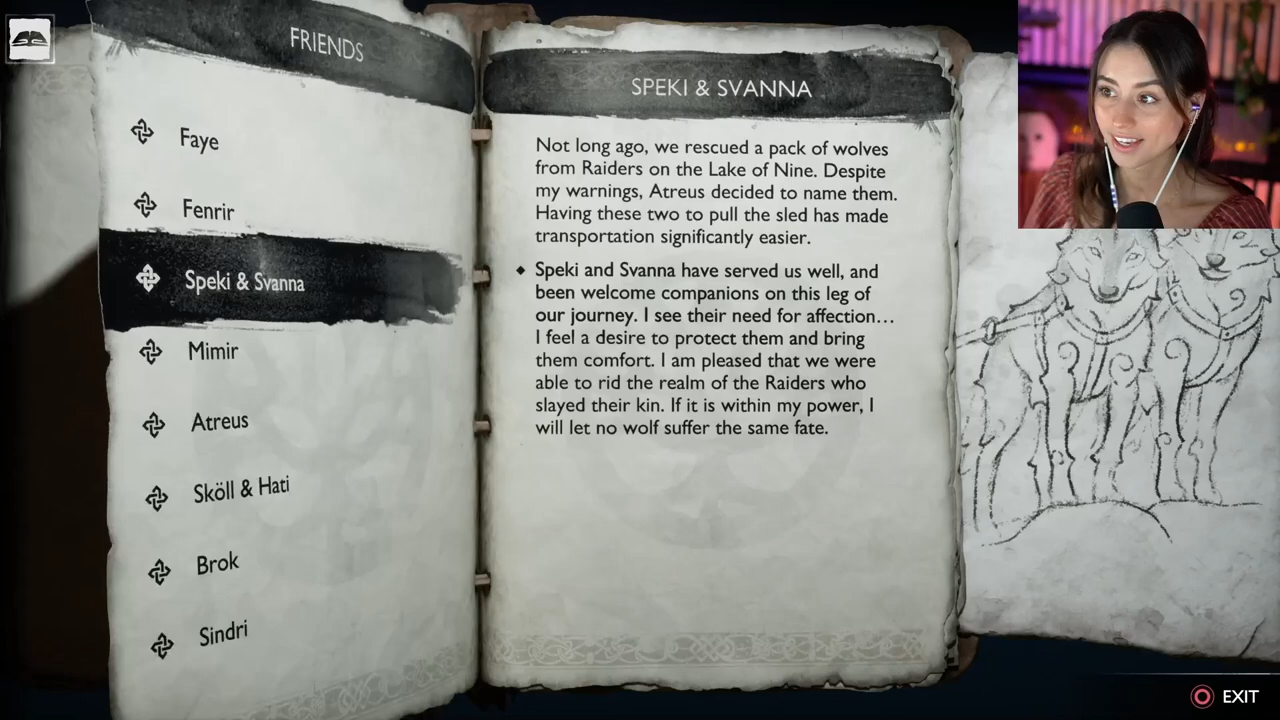 FRIENDS
Faye
Fenrir
Speki & Svanna
Mimir
Atreus
Sköll & Hati
Brok
Sindri
SPEKI & SVANNA
Not long ago, we rescued a pack of wolves
from Raiders on the Lake of Nine. Despite
my warnings, Atreus decided to name them.
Having these two to pull the sled has made
transportation significantly easier.
Speki and Svanna have served us well, and
been welcome companions on this leg of
our journey. I see their need for affection…
I feel a desire to protect them and bring
them comfort. I am pleased that we were
able to rid the realm of the Raiders who
slayed their kin. If it is within my power, I
will let no wolf suffer the same fate.
EXIT